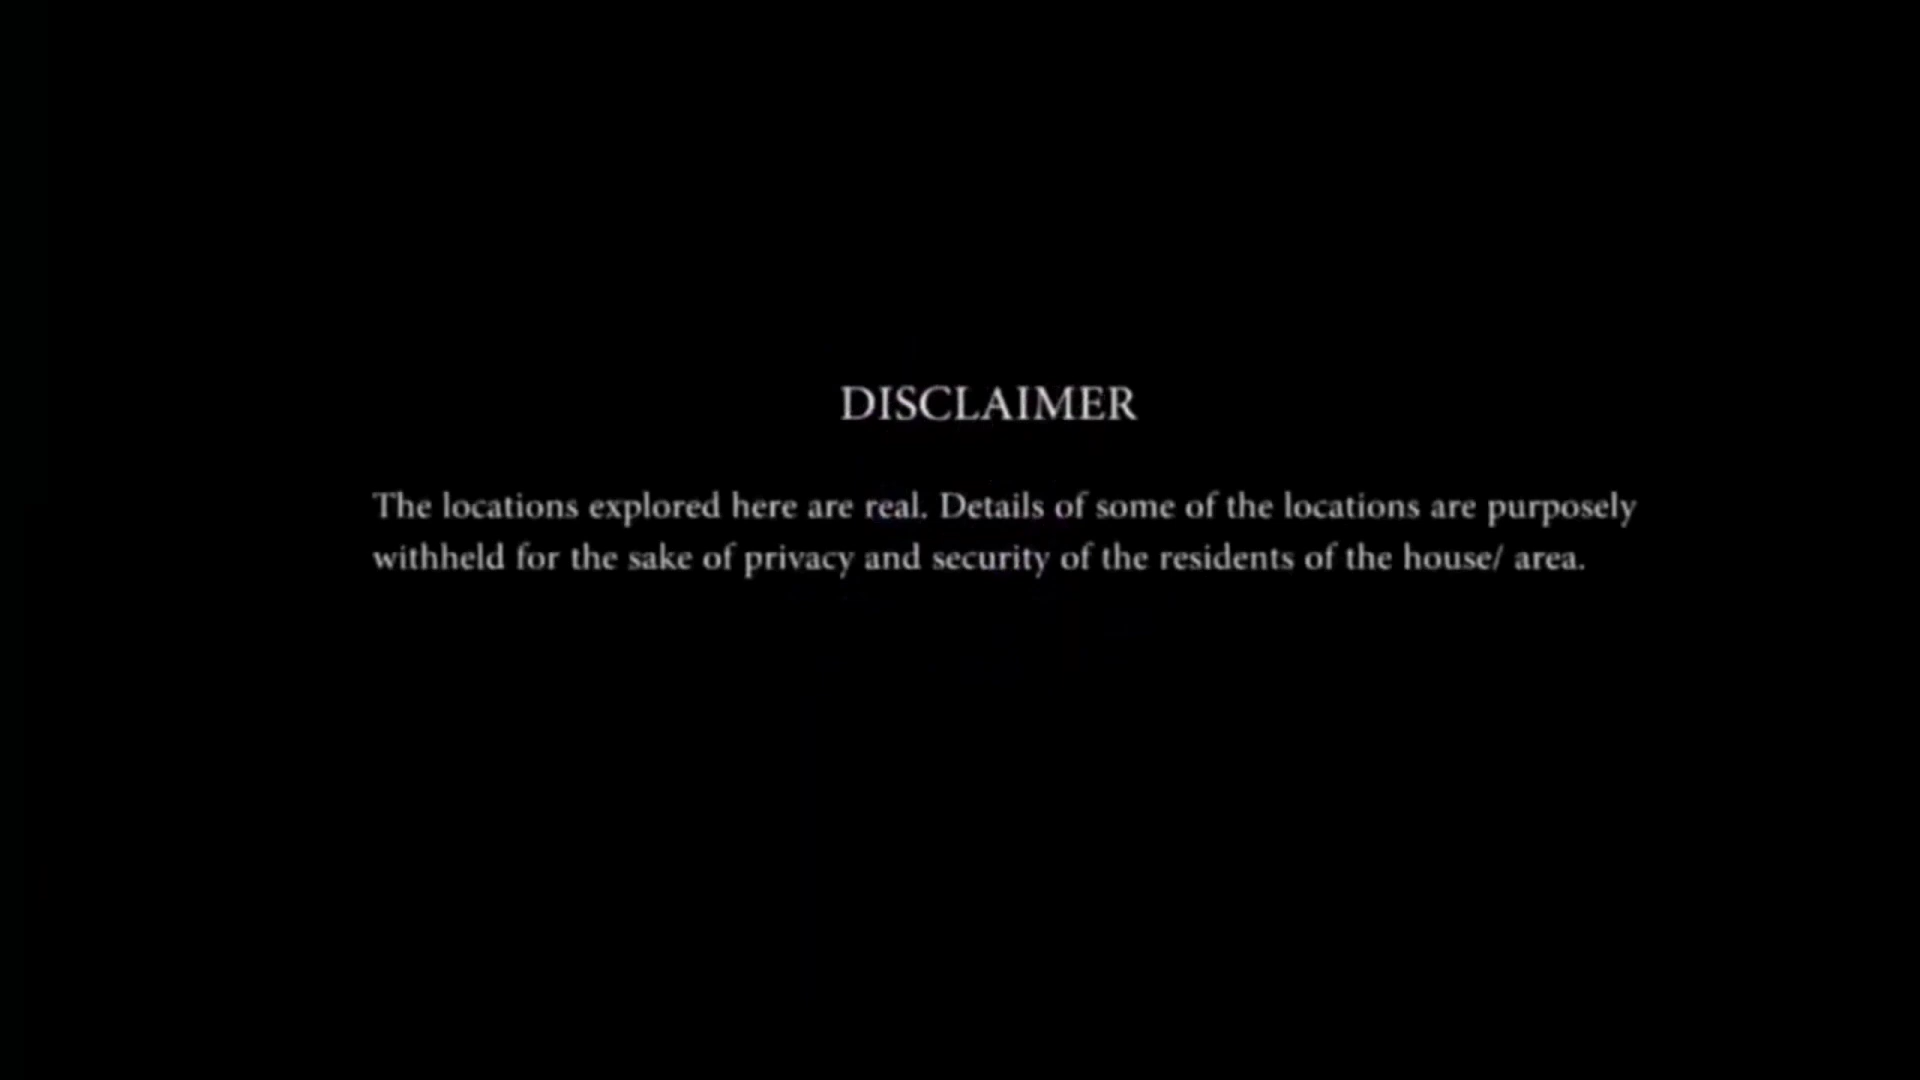 DISCLAIMER
The locations explored here are real. Details of some of the locations are purposely
withheld for the sake of privacy and security of the residents of the house/ area.